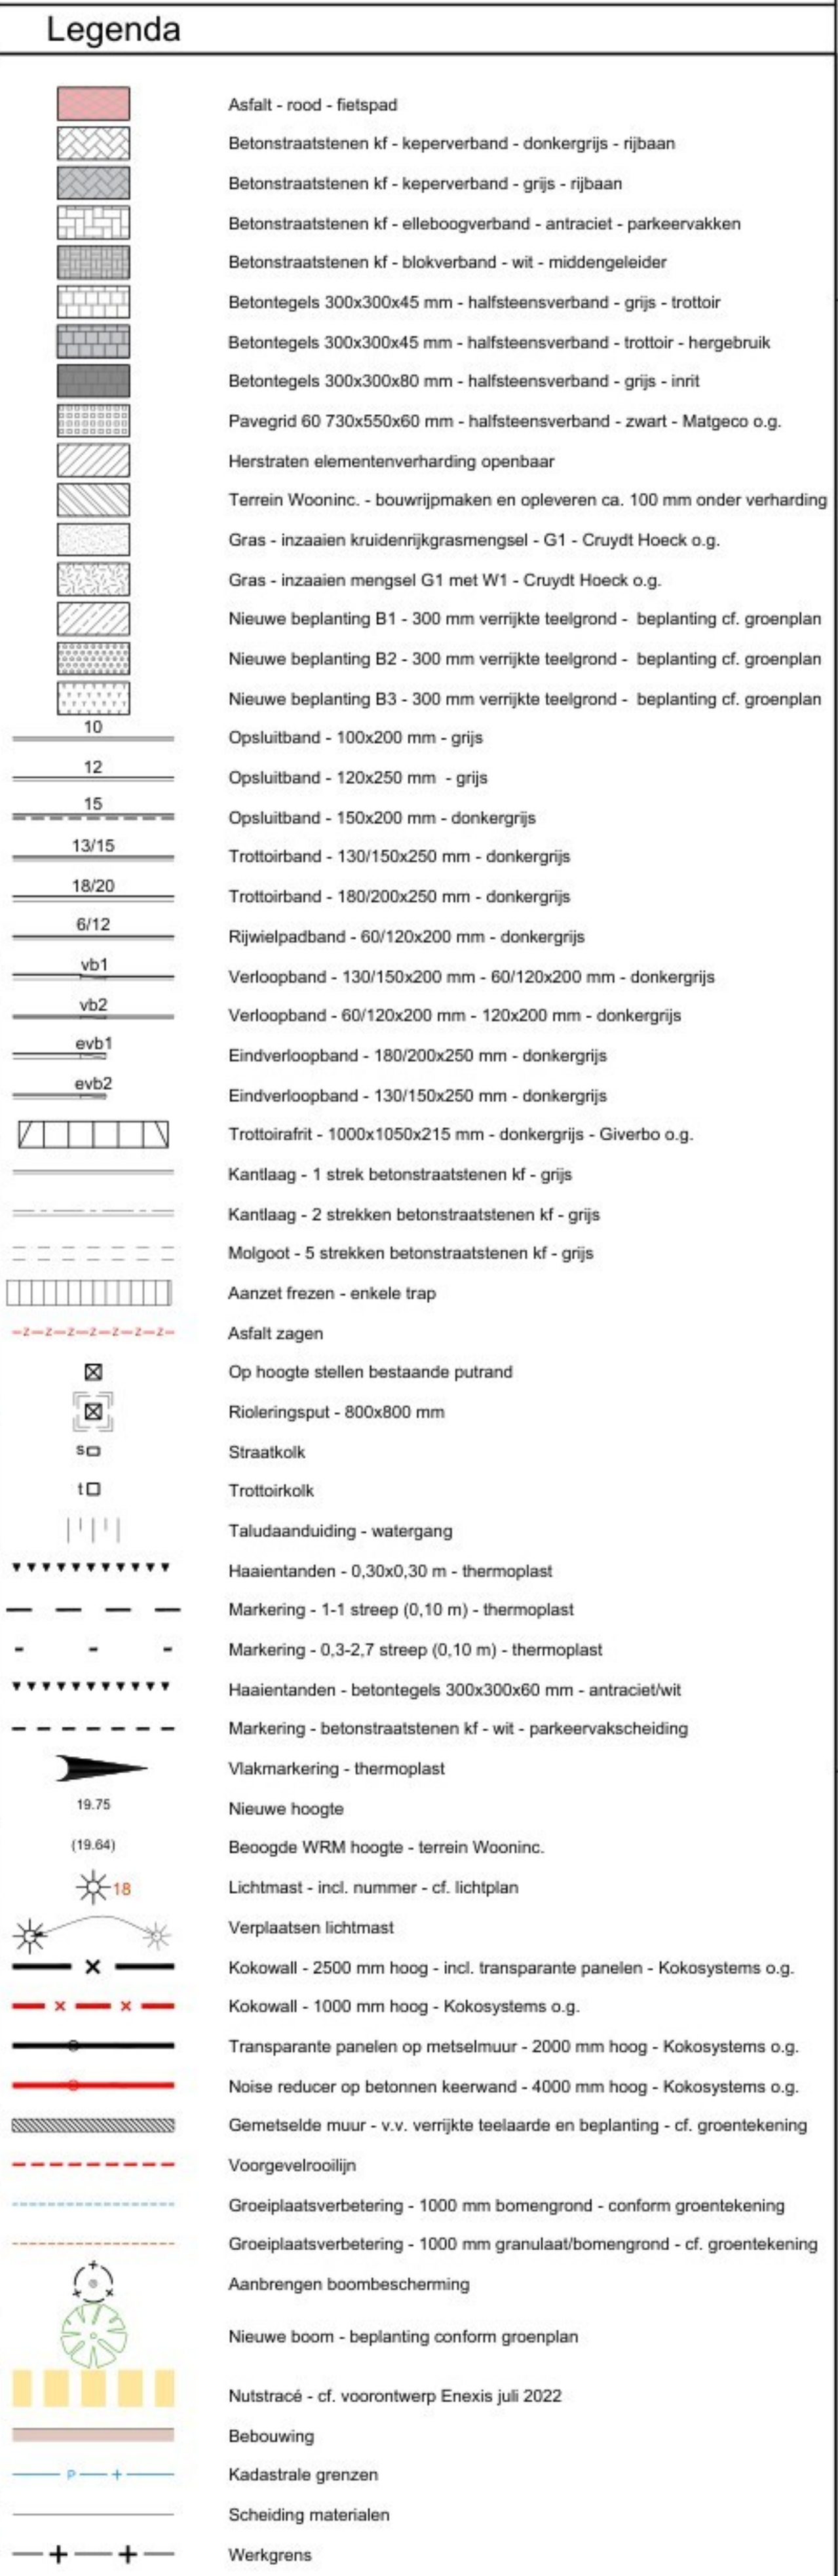 Legenda
Asfalt - rood - fietspad
Betonstraatstenen kf - keperverband - donkergrijs - rijbaan
Betonstraatstenen kf - keperverband - grijs - rijbaan
Betonstraatstenen kf - elleboogverband - antraciet - parkeervakken
Betonstraatstenen kf - blokverband - wit - middengeleider
Betontegels 300x300x45 mm - halfsteensverband - grijs - trottoir
Betontegels 300x300x45 mm - halfsteensverband - trottoir - hergebruik
Betontegels 300x300x80 mm - halfsteensverband - grijs - inrit
Pavegrid 60 730x550x60 mm - halfsteensverband - zwart - Matgeco o.g.
Herstraten elementenverharding openbaar
Terrein Wooninc. - bouwrijpmaken en opleveren ca. 100 mm onder verharding
Gras - inzaaien kruidenrijkgrasmengsel - G1 - Cruydt Hoeck o.g.
Gras - inzaaien mengsel G1 met W1 - Cruydt Hoeck o.g.
Nieuwe beplanting B1 - 300 mm verrijkte teelgrond - beplanting cf. groenplan
Nieuwe beplanting B2 - 300 mm verrijkte teelgrond - beplanting cf. groenplan
Nieuwe beplanting B3 - 300 mm verrijkte teelgrond - beplanting cf. groenplan
10 Opsluitband - 100x200 mm - grijs
12 Opsluitband - 120x250 mm - grijs
15 Opsluitband - 150x200 mm - donkergrijs
13/15 Trottoirband - 130/150x250 mm - donkergrijs
18/20 Trottoirband - 180/200x250 mm - donkergrijs
6/12 Rijwielpadband - 60/120x200 mm - donkergrijs
vb1 Verloopband - 130/150x200 mm - 60/120x200 mm - donkergrijs
vb2 Verloopband - 60/120x200 mm - 120x200 mm - donkergrijs
evb1 Eindverloopband - 180/200x250 mm - donkergrijs
evb2 Eindverloopband - 130/150x250 mm - donkergrijs
Trottoirafrit - 1000x1050x215 mm - donkergrijs - Giverbo o.g.
Kantlaag - 1 strek betonstraatstenen kf - grijs
Kantlaag - 2 strekken betonstraatstenen kf - grijs
Molgoot - 5 strekken betonstraatstenen kf - grijs
Aanzet frezen - enkele trap
z z z z z z z Asfalt zagen
Op hoogte stellen bestaande putrand
Rioleringsput - 800x800 mm
s Straatkolk
t Trottoirkolk
Taludaanduiding - watergang
Haaientanden - 0,30x0,30 m - thermoplast
Markering - 1-1 streep (0,10 m) - thermoplast
Markering - 0,3-2,7 streep (0,10 m) - thermoplast
Haaientanden - betontegels 300x300x60 mm - antraciet/wit
Markering - betonstraatstenen kf - wit - parkeervakscheiding
Vlakmarkering - thermoplast
19.75 Nieuwe hoogte
(19.64) Beoogde WRM hoogte - terrein Wooninc.
18 Lichtmast - incl. nummer - cf. lichtplan
Verplaatsen lichtmast
Kokowall - 2500 mm hoog - incl. transparante panelen - Kokosystems o.g.
Kokowall - 1000 mm hoog - Kokosystems o.g.
Transparante panelen op metselmuur - 2000 mm hoog - Kokosystems o.g.
Noise reducer op betonnen keerwand - 4000 mm hoog - Kokosystems o.g.
Gemetselde muur - v.v. verrijkte teelaarde en beplanting - cf. groentekening
Voorgevelrooilijn
Groeiplaatsverbetering - 1000 mm bomengrond - conform groentekening
Groeiplaatsverbetering - 1000 mm granulaat/bomengrond - cf. groentekening
Aanbrengen boombescherming
Nieuwe boom - beplanting conform groenplan
Nutstracé - cf. voorontwerp Enexis juli 2022
Bebouwing
P Kadastrale grenzen
Scheiding materialen
Werkgrens